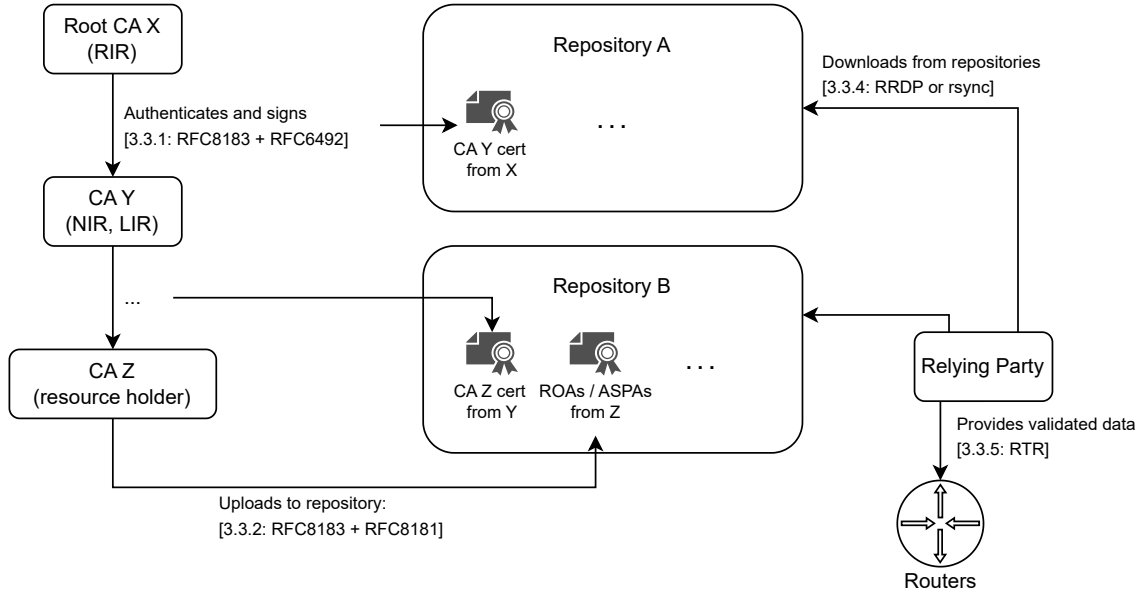 Root CA X
(RIR)
Authenticates and signs
[3.3.1: RFC8183 + RFC6492]
CA Y
(NIR, LIR)
...
CA Z
(resource holder)
Uploads to repository:
[3.3.2: RFC8183 + RFC8181]
Repository A
CA Y cert
from X
...
Repository B
CA Z cert
from Y
ROAs / ASPAs
from Z
...
Downloads from repositories
[3.3.4: RRDP or rsync]
Relying Party
Provides validated data
[3.3.5: RTR]
Routers